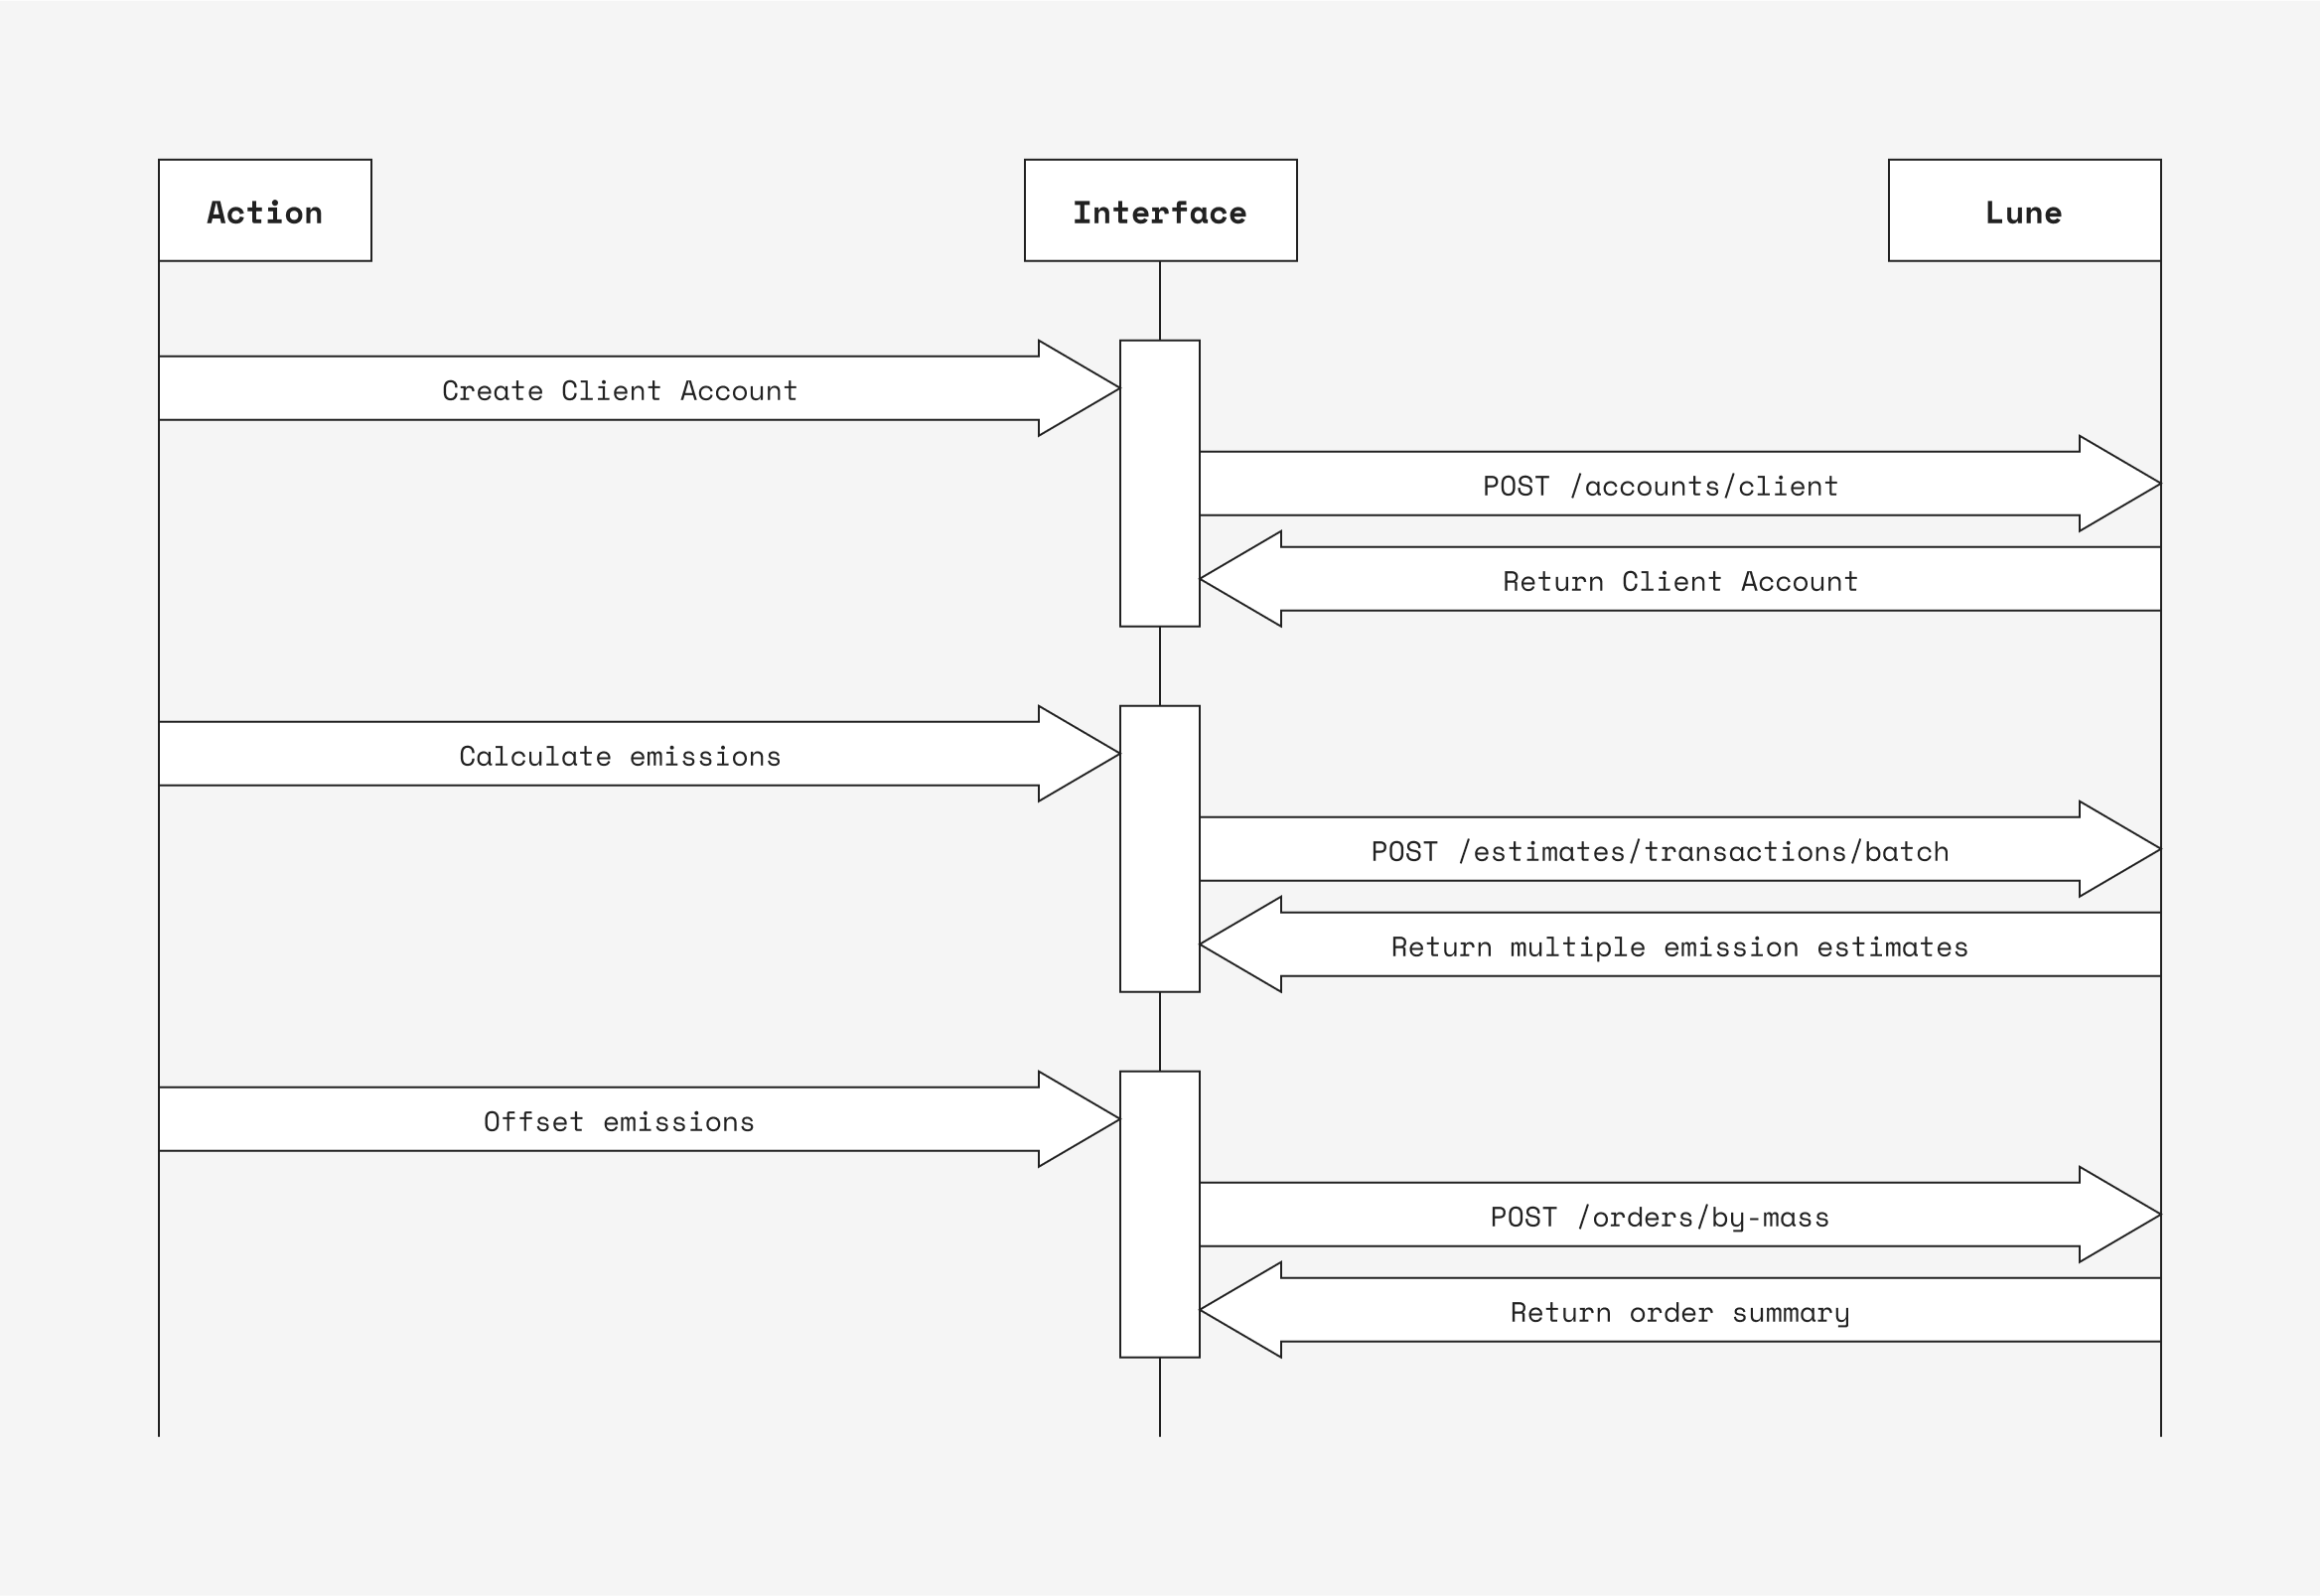 Action
Interface
Lune
Create Client Account
POST /accounts/client
Return Client Account
Calculate emissions
POST /estimates/transactions/batch
Return multiple emission estimates
Offset emissions
POST /orders/by-mass
Return order summary